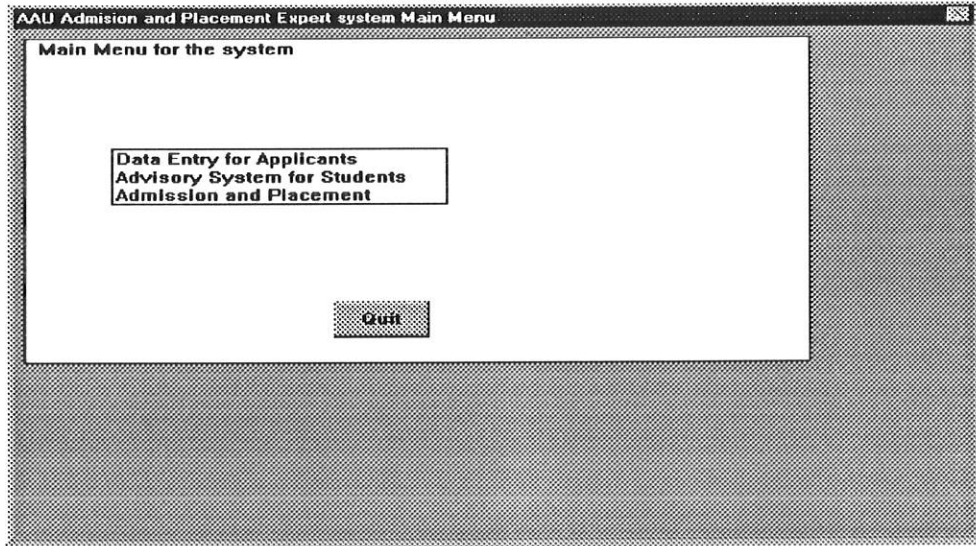 AAU Admision and Placement Expert system Main Menu
Main Menu for the system
Data Entry for Applicants
Advisory System for Students
Admission and Placement
Quit